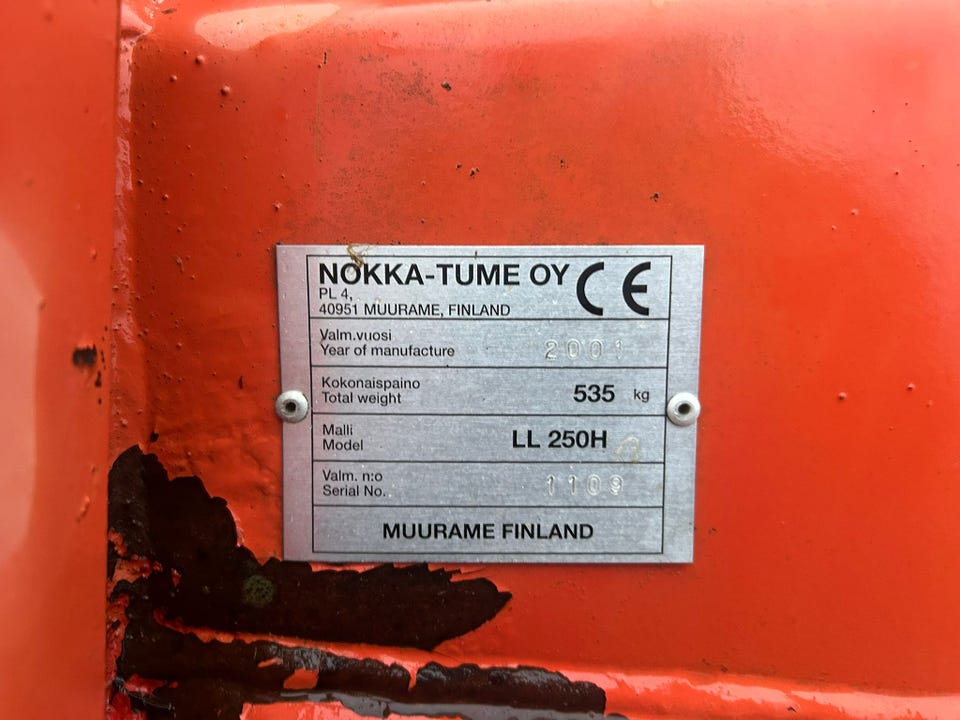 NOKKA-TUME OY CE
PL 4,
40951 MUURAME, FINLAND
Valm.vuosi
Year of manufacture 2001
Kokonaispaino
Total weight 535 kg
Malli
Model LL 250H
Valm. n:o
Serial No. 1109
MUURAME FINLAND